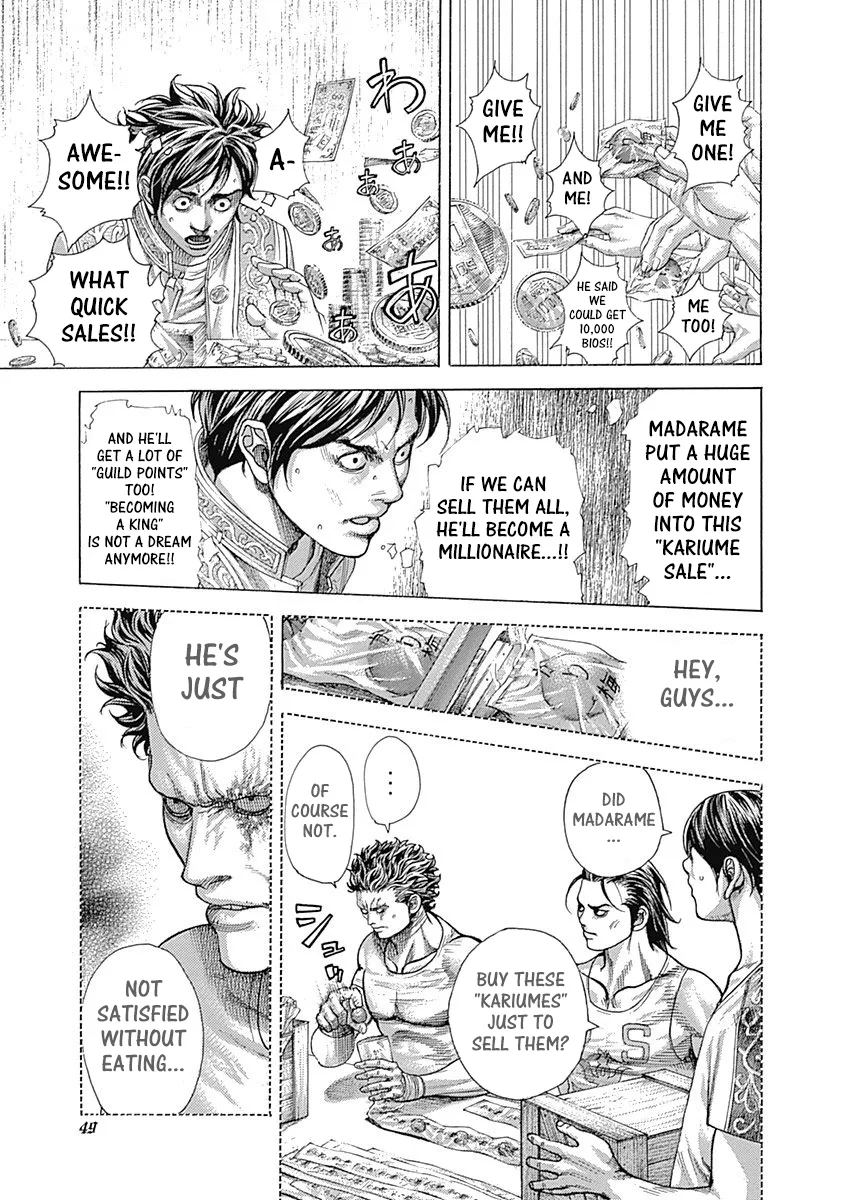 GIVE
ME
ONE!
GIVE
ME!!
AND
ME!
ME
TOO!
HE SAID
WE
COULD GET
10,000
BIOS!!
わ
あ
あ
あ
あ
あ
A-
AWE-
SOME!!
WHAT
QUICK
SALES!!
MADARAME
PUT A HUGE
AMOUNT
OF MONEY
INTO THIS
"KARIUME
SALE"...
IF WE CAN
SELL THEM ALL,
HE'LL BECOME A
MILLIONAIRE...!!
AND HE'LL
GET A LOT OF
"GUILD POINTS"
TOO!
"BECOMING
A KING"
IS NOT A DREAM
ANYMORE!!
HEY,
GUYS...
梅
DID
MADARAME
...
BUY THESE
"KARIUMES"
JUST TO
SELL THEM?
S
...
OF
COURSE
NOT.
シュッ
HE'S
JUST
NOT
SATISFIED
WITHOUT
EATING...
49